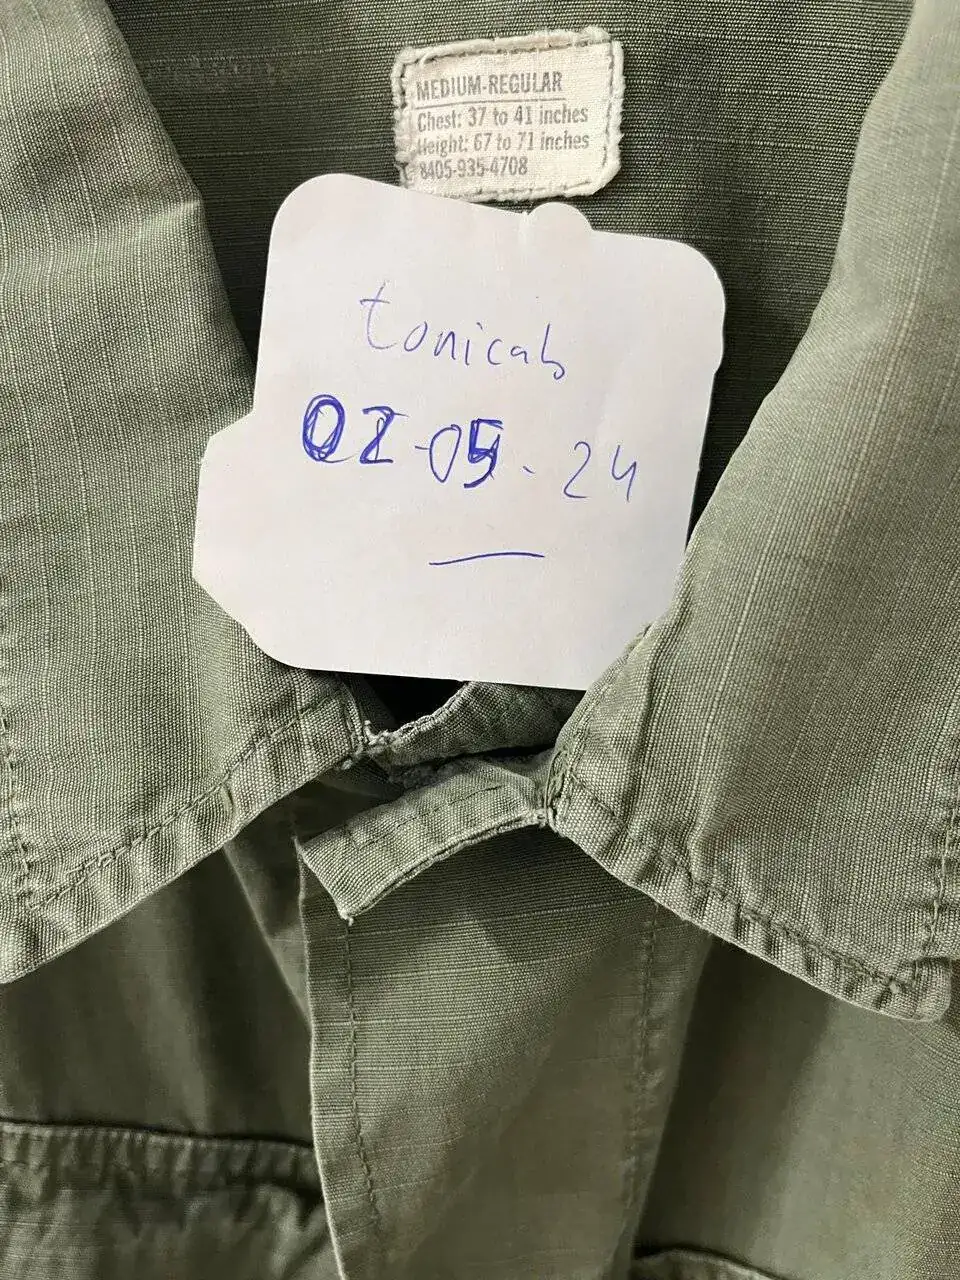 MEDIUM-REGULAR
Chest: 37 to 41 inches
Height: 67 to 71 inches
8405-935-4708
tonicab
02-05-24